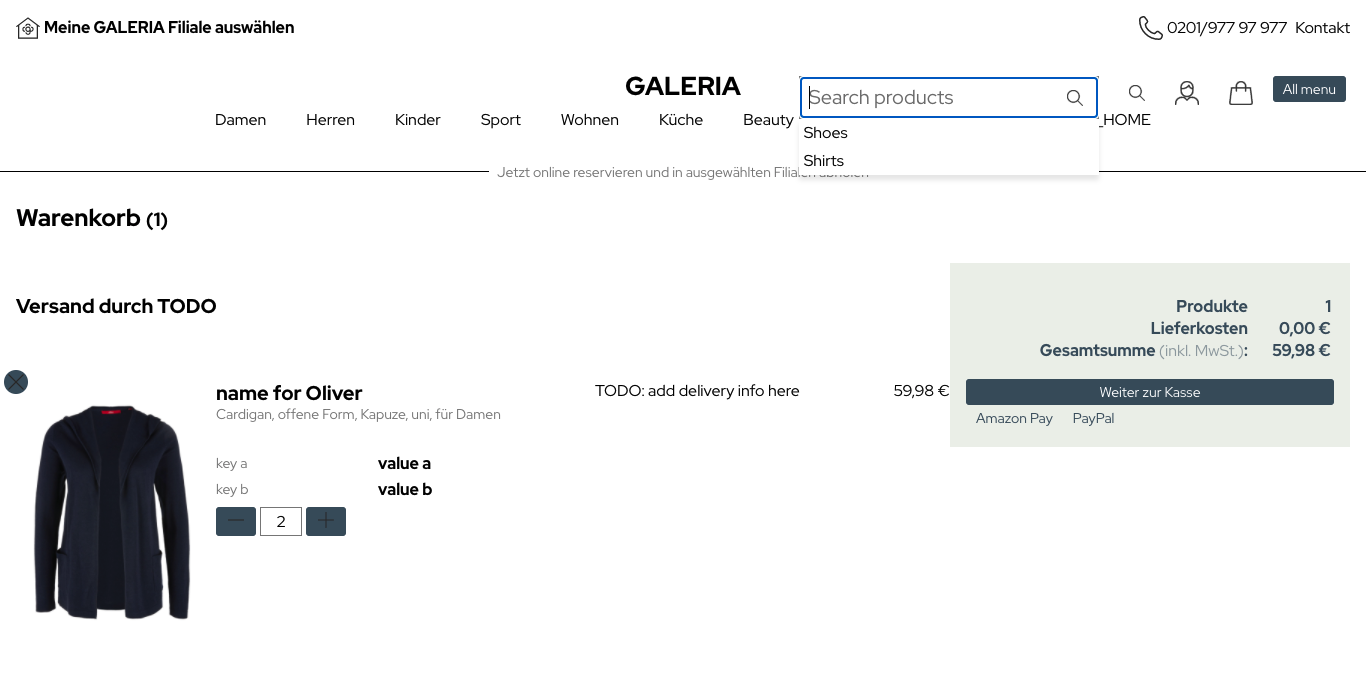 Meine GALERIA Filiale auswählen
0201/977 97 977 Kontakt
GALERIA
Search products
All menu
Damen Herren Kinder Sport Wohnen Küche Beauty _HOME
Shoes
Shirts
Jetzt online reservieren und in ausgewählten Filialen abholen
Warenkorb (1)
Versand durch TODO
Produkte 1
Lieferkosten 0,00 €
Gesamtsumme (inkl. MwSt.): 59,98 €
Weiter zur Kasse
Amazon Pay PayPal
name for Oliver
TODO: add delivery info here
59,98 €
Cardigan, offene Form, Kapuze, uni, für Damen
key a value a
key b value b
2